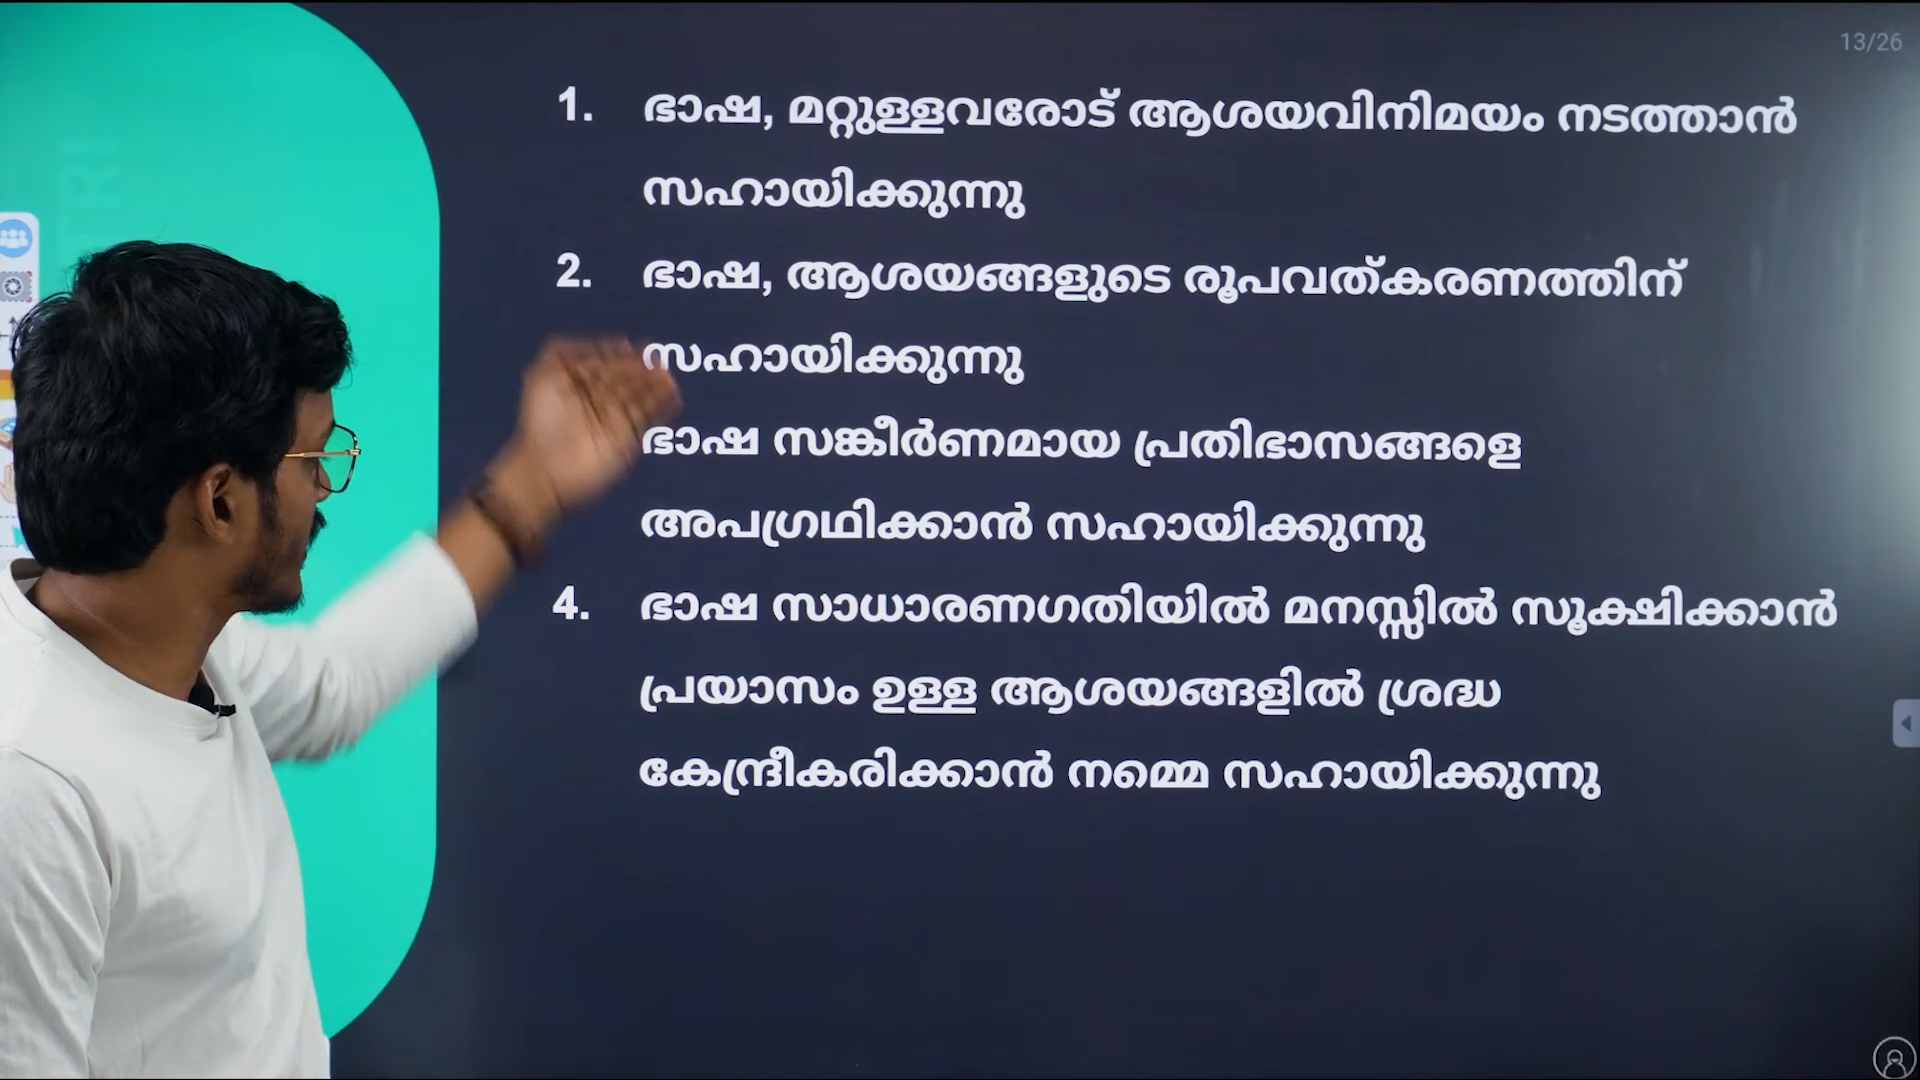 13/26
TRI
1. ഭാഷ, മറ്റുള്ളവരോട് ആശയവിനിമയം നടത്താൻ
സഹായിക്കുന്നു
2. ഭാഷ, ആശയങ്ങളുടെ രൂപവത്കരണത്തിന്
സഹായിക്കുന്നു
ഭാഷ സങ്കീർണമായ പ്രതിഭാസങ്ങളെ
അപഗ്രഥിക്കാൻ സഹായിക്കുന്നു
4. ഭാഷ സാധാരണഗതിയിൽ മനസ്സിൽ സൂക്ഷിക്കാൻ
പ്രയാസം ഉള്ള ആശയങ്ങളിൽ ശ്രദ്ധ
കേന്ദ്രീകരിക്കാൻ നമ്മെ സഹായിക്കുന്നു